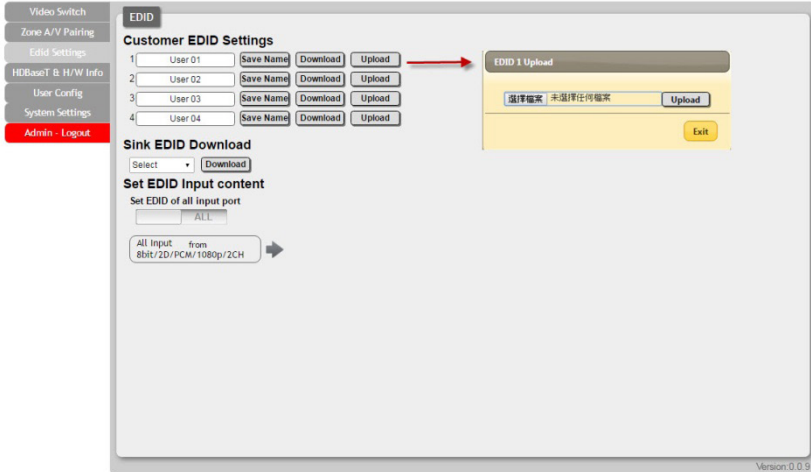 Video Switch
Zone A/V Pairing
Edid Settings
HDBaseT & H/W Info
User Config
System Settings
Admin - Logout
EDID
Customer EDID Settings
1 User 01 Save Name Download Upload
2 User 02 Save Name Download Upload
3 User 03 Save Name Download Upload
4 User 04 Save Name Download Upload
Sink EDID Download
Select Download
Set EDID Input content
Set EDID of all input port
ALL
All Input from
8bit/2D/PCM/1080p/2CH
EDID 1 Upload
選擇檔案 未選擇任何檔案 Upload
Exit
Version:0.0.9